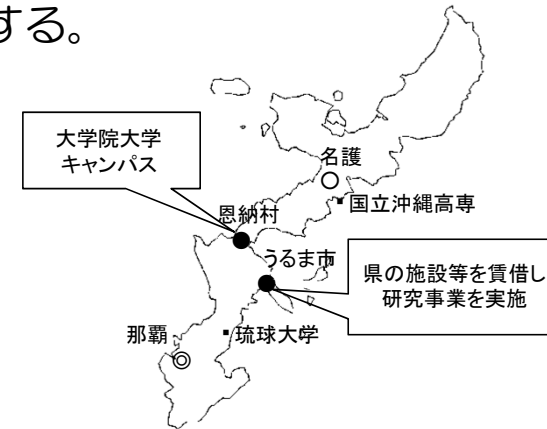 する。
大学院大学
キャンパス
名護
国立沖縄高専
恩納村
うるま市
県の施設等を賃借し
研究事業を実施
那覇
琉球大学